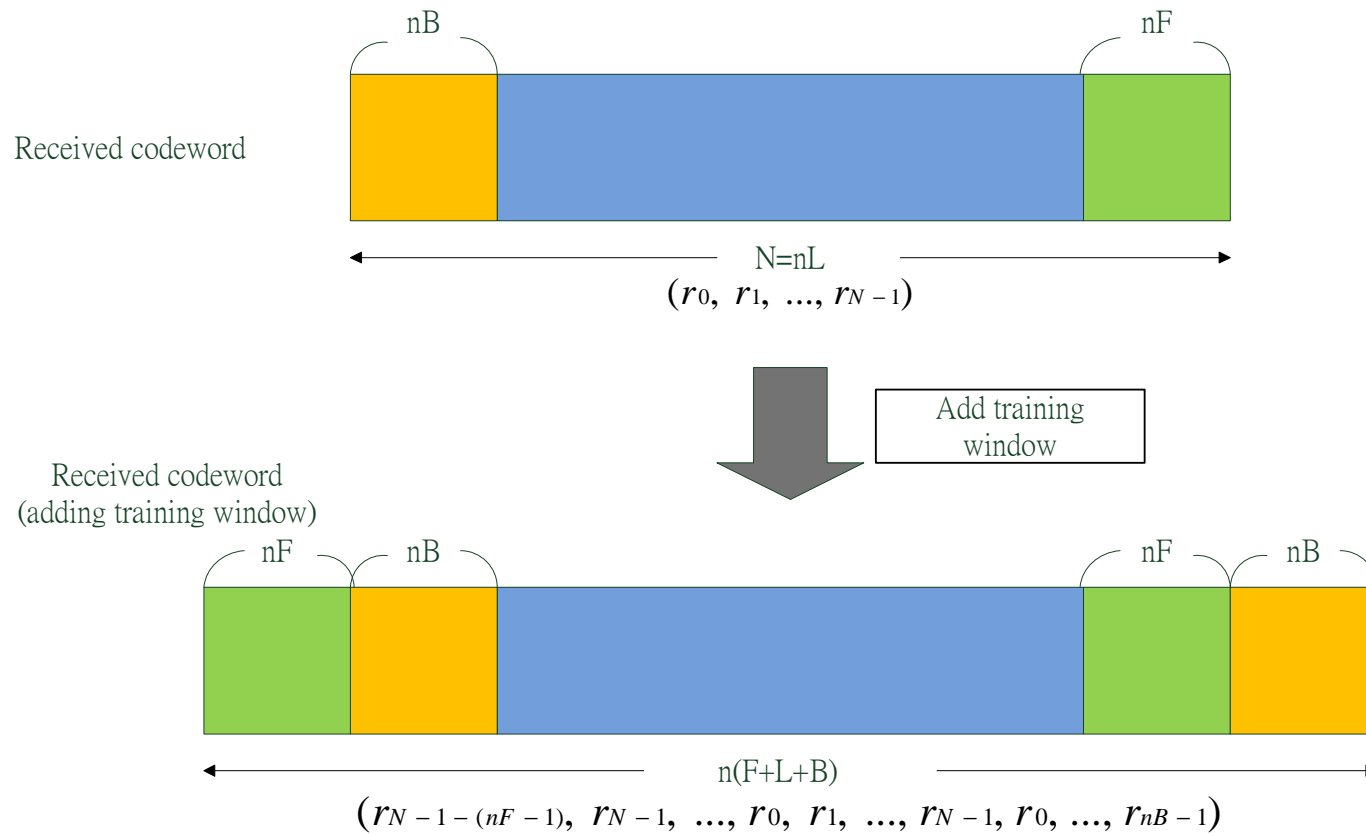 nB
nF
Received codeword
N=nL
(r0, r1, ..., rN − 1)
Add training
window
Received codeword
(adding training window)
nF
nB
nF
nB
n(F+L+B)
(rN − 1 − (nF − 1), rN − 1, ..., r0, r1, ..., rN − 1, r0, ..., rnB − 1)